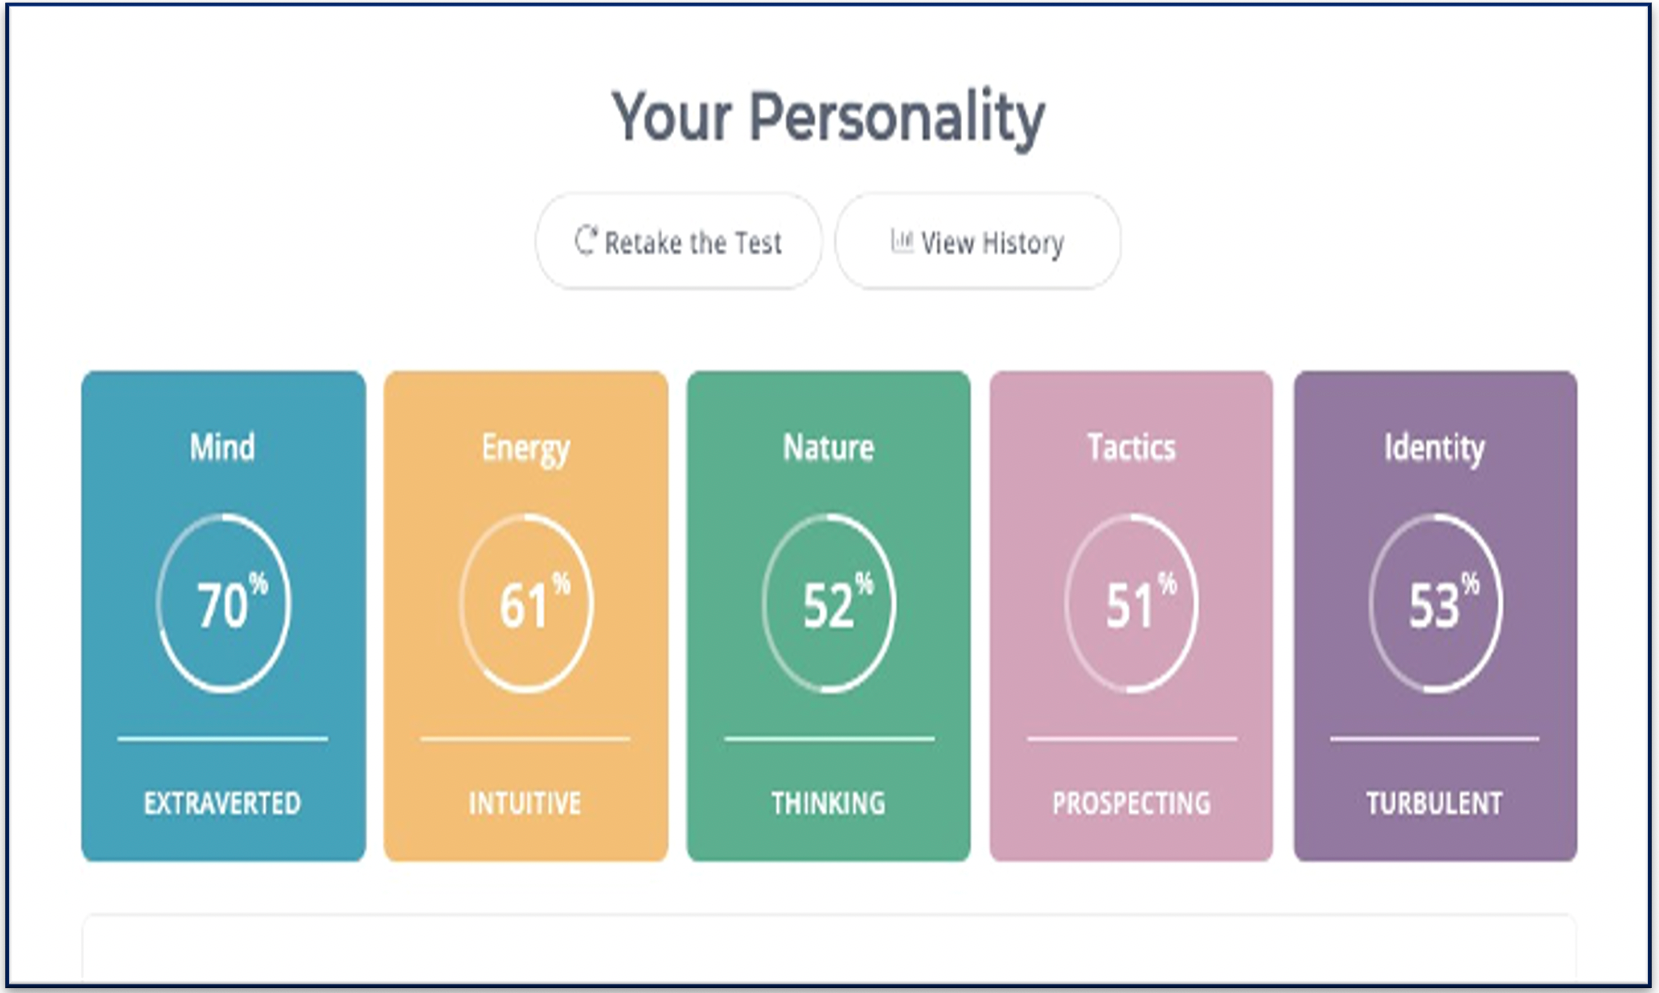 Your Personality
Retake the Test
View History
Mind
70%
EXTRAVERTED
Energy
61%
INTUITIVE
Nature
52%
THINKING
Tactics
51%
PROSPECTING
Identity
53%
TURBULENT